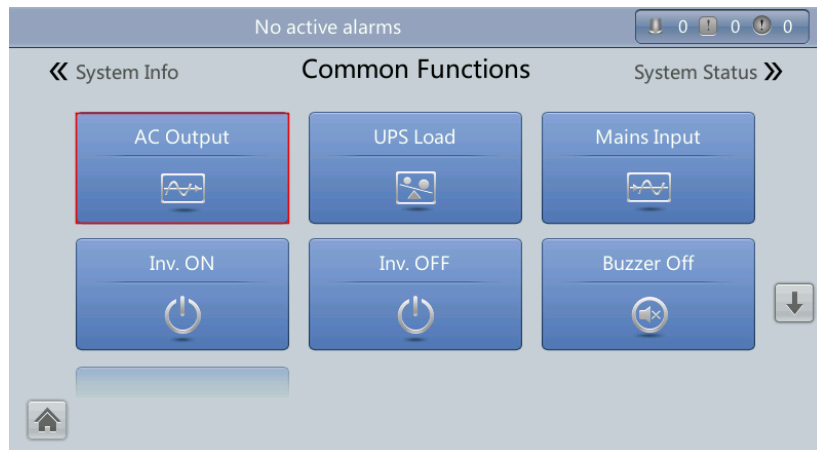 No active alarms
0 0 0
System Info
Common Functions
System Status
AC Output
UPS Load
Mains Input
Inv. ON
Inv. OFF
Buzzer Off